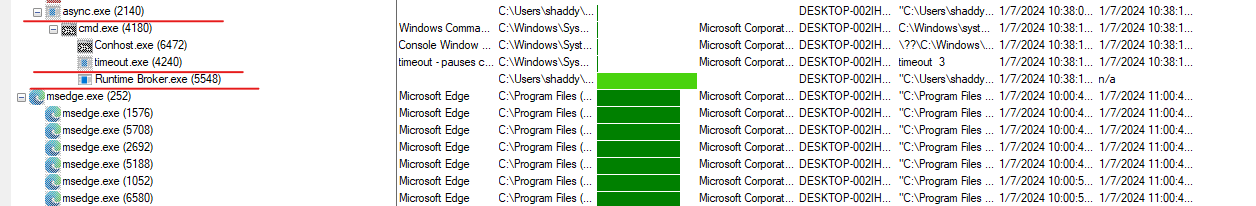 async.exe (2140) C:\Users\shaddy... DESKTOP-002IH... "C:\Users\shaddy... 1/7/2024 10:38:0... 1/7/2024 10:38:1...
cmd.exe (4180) Windows Comma... C:\Windows\Syst... Microsoft Corporat... DESKTOP-002IH... C:\Windows\syst... 1/7/2024 10:38:1... 1/7/2024 10:38:1...
Conhost.exe (6472) Console Window ... C:\Windows\Syst... Microsoft Corporat... DESKTOP-002IH... \??\C:\Windows\... 1/7/2024 10:38:1... 1/7/2024 10:38:1...
timeout.exe (4240) timeout - pauses c... C:\Windows\Sys... Microsoft Corporat... DESKTOP-002IH... timeout 3 1/7/2024 10:38:1... 1/7/2024 10:38:1...
Runtime Broker.exe (5548) C:\Users\shaddy... DESKTOP-002IH... "C:\Users\shaddy... 1/7/2024 10:38:1... n/a
msedge.exe (252) Microsoft Edge C:\Program Files (... Microsoft Corporat... DESKTOP-002IH... "C:\Program Files ... 1/7/2024 10:00:4... 1/7/2024 11:00:4...
msedge.exe (1576) Microsoft Edge C:\Program Files (... Microsoft Corporat... DESKTOP-002IH... "C:\Program Files ... 1/7/2024 10:00:4... 1/7/2024 11:00:4...
msedge.exe (5708) Microsoft Edge C:\Program Files (... Microsoft Corporat... DESKTOP-002IH... "C:\Program Files ... 1/7/2024 10:00:4... 1/7/2024 11:00:4...
msedge.exe (2692) Microsoft Edge C:\Program Files (... Microsoft Corporat... DESKTOP-002IH... "C:\Program Files ... 1/7/2024 10:00:4... 1/7/2024 11:00:4...
msedge.exe (5188) Microsoft Edge C:\Program Files (... Microsoft Corporat... DESKTOP-002IH... "C:\Program Files ... 1/7/2024 10:00:4... 1/7/2024 11:00:4...
msedge.exe (1052) Microsoft Edge C:\Program Files (... Microsoft Corporat... DESKTOP-002IH... "C:\Program Files ... 1/7/2024 10:00:5... 1/7/2024 11:00:4...
msedge.exe (6580) Microsoft Edge C:\Program Files (... Microsoft Corporat... DESKTOP-002IH... "C:\Program Files ... 1/7/2024 10:00:5... 1/7/2024 11:00:4...